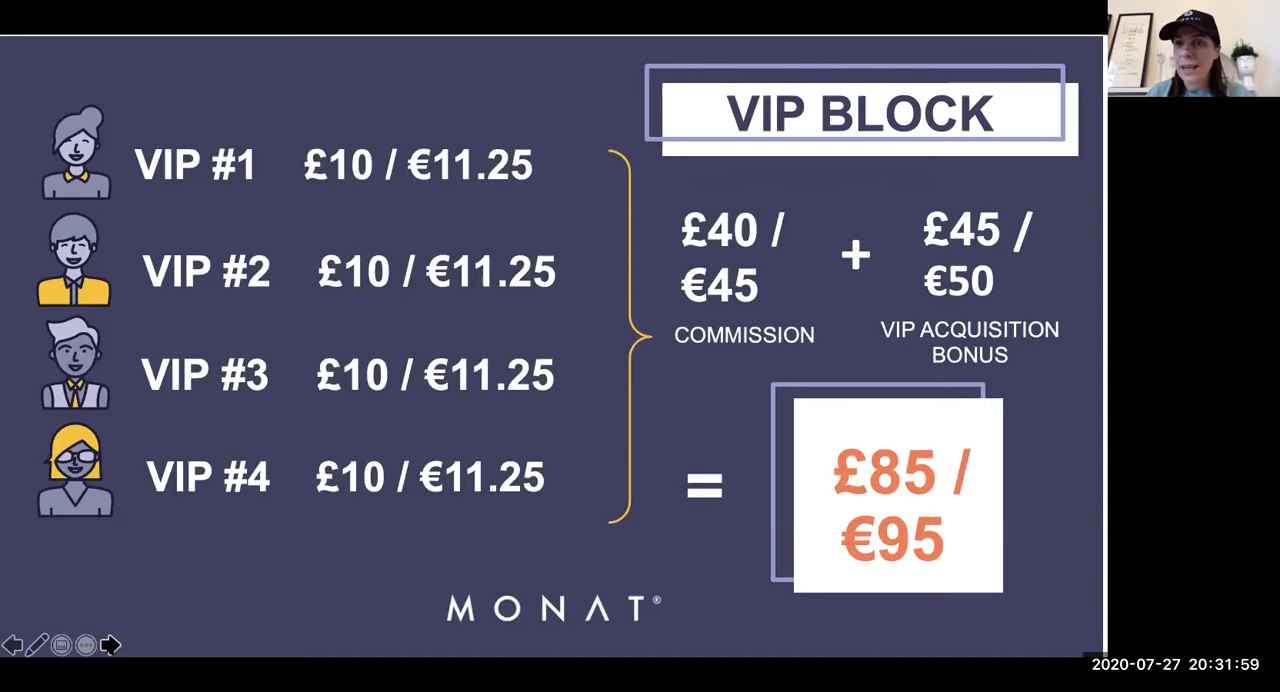 VIP BLOCK
VIP #1 £10 / €11.25
VIP #2 £10 / €11.25
VIP #3 £10 / €11.25
VIP #4 £10 / €11.25
£40 /
€45
COMMISSION
+
£45 /
€50
VIP ACQUISITION
BONUS
=
£85 /
€95
MONAT®
2020-07-27 20:31:59